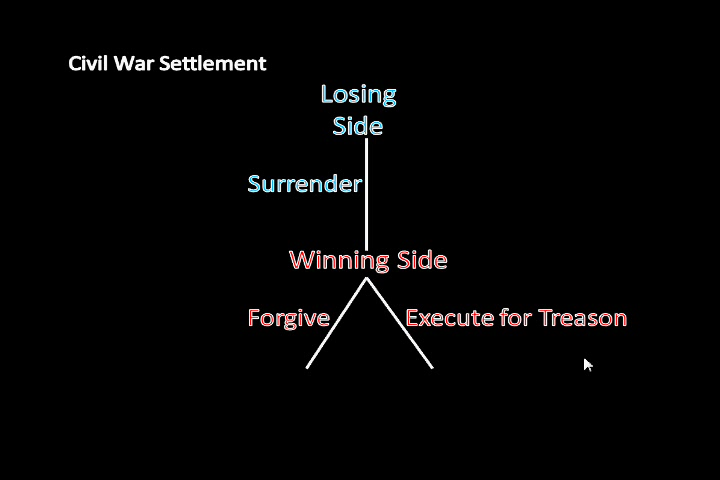 Civil War Settlement
Losing
Side
Surrender
Winning Side
Forgive
Execute for Treason